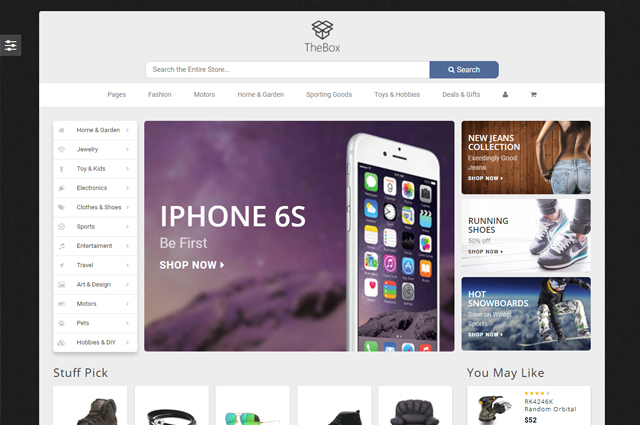 TheBox
Search the Entire Store...
Search
Pages
Fashion
Motors
Home & Garden
Sporting Goods
Toys & Hobbies
Deals & Gifts
Home & Garden
Jewelry
Toy & Kids
Electronics
Clothes & Shoes
Sports
Entertaiment
Travel
Art & Design
Motors
Pets
Hobbies & DIY
IPHONE 6S
Be First
SHOP NOW
NEW JEANS
COLLECTION
Exeedingly Good
Jeans
SHOP NOW
RUNNING
SHOES
50% off
SHOP NOW
HOT
SNOWBOARDS
Save on Winter
Sports
SHOP NOW
Stuff Pick
You May Like
RK4246K
Random Orbital
$52